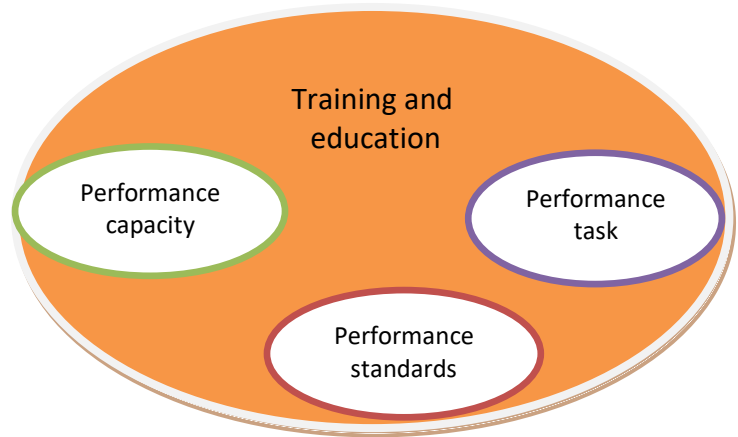 Training and
education
Performance
capacity
Performance
task
Performance
standards